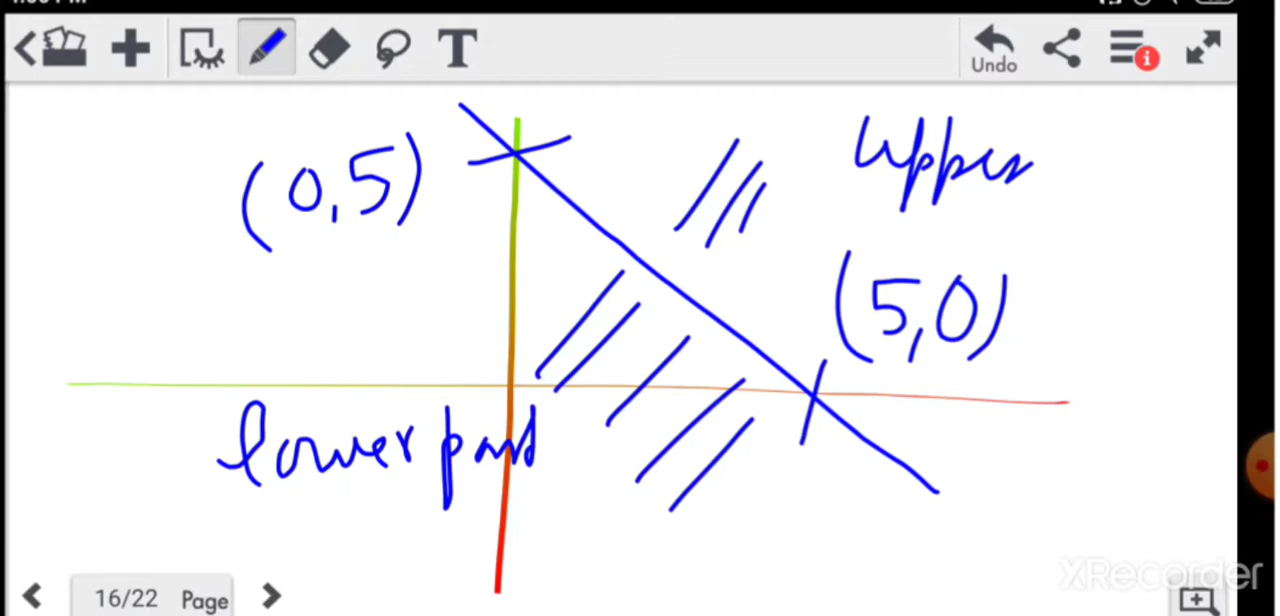 Undo
T
i
upper
(0,5)
(5,0)
lower part
16/22 Page
XRecorder